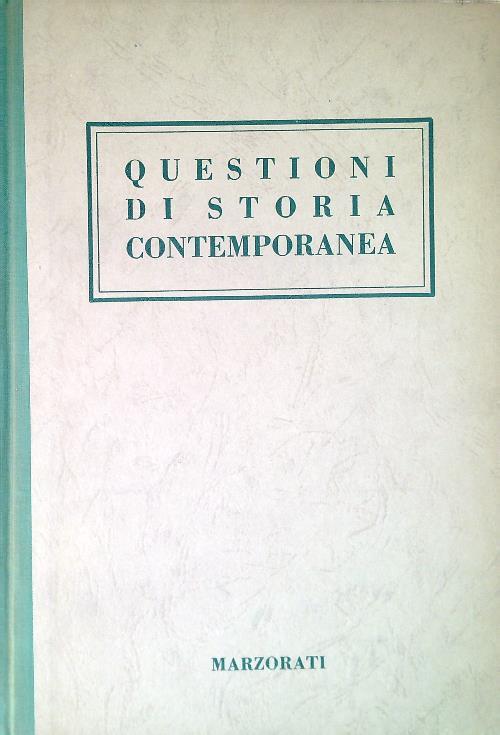 QUESTIONI
DI STORIA
CONTEMPORANEA
MARZORATI